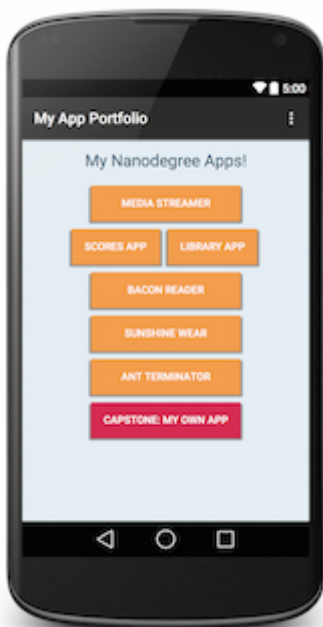 5:00
My App Portfolio
My Nanodegree Apps!
MEDIA STREAMER
SCORES APP LIBRARY APP
BACON READER
SUNSHINE WEAR
ANT TERMINATOR
CAPSTONE: MY OWN APP